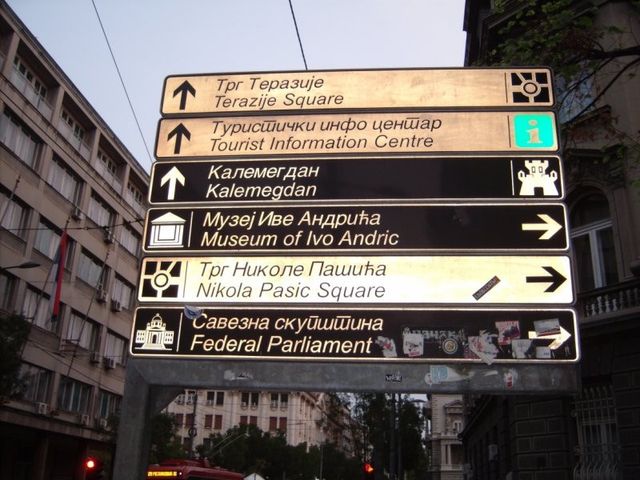 Трг Теразије
Terazije Square
Туристички инфо центар
Tourist Information Centre
i
Калемегдан
Kalemegdan
Музеј Иве Андрића
Museum of Ivo Andric
Трг Николе Пашића
Nikola Pasic Square
Савезна скупштина
Federal Parliament